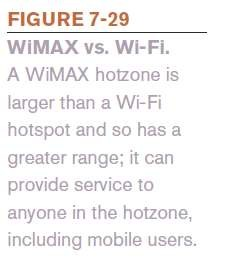 FIGURE 7-29
WiMAX vs. Wi-Fi.
A WiMAX hotzone is
larger than a Wi-Fi
hotspot and so has a
greater range; it can
provide service to
anyone in the hotzone,
including mobile users.